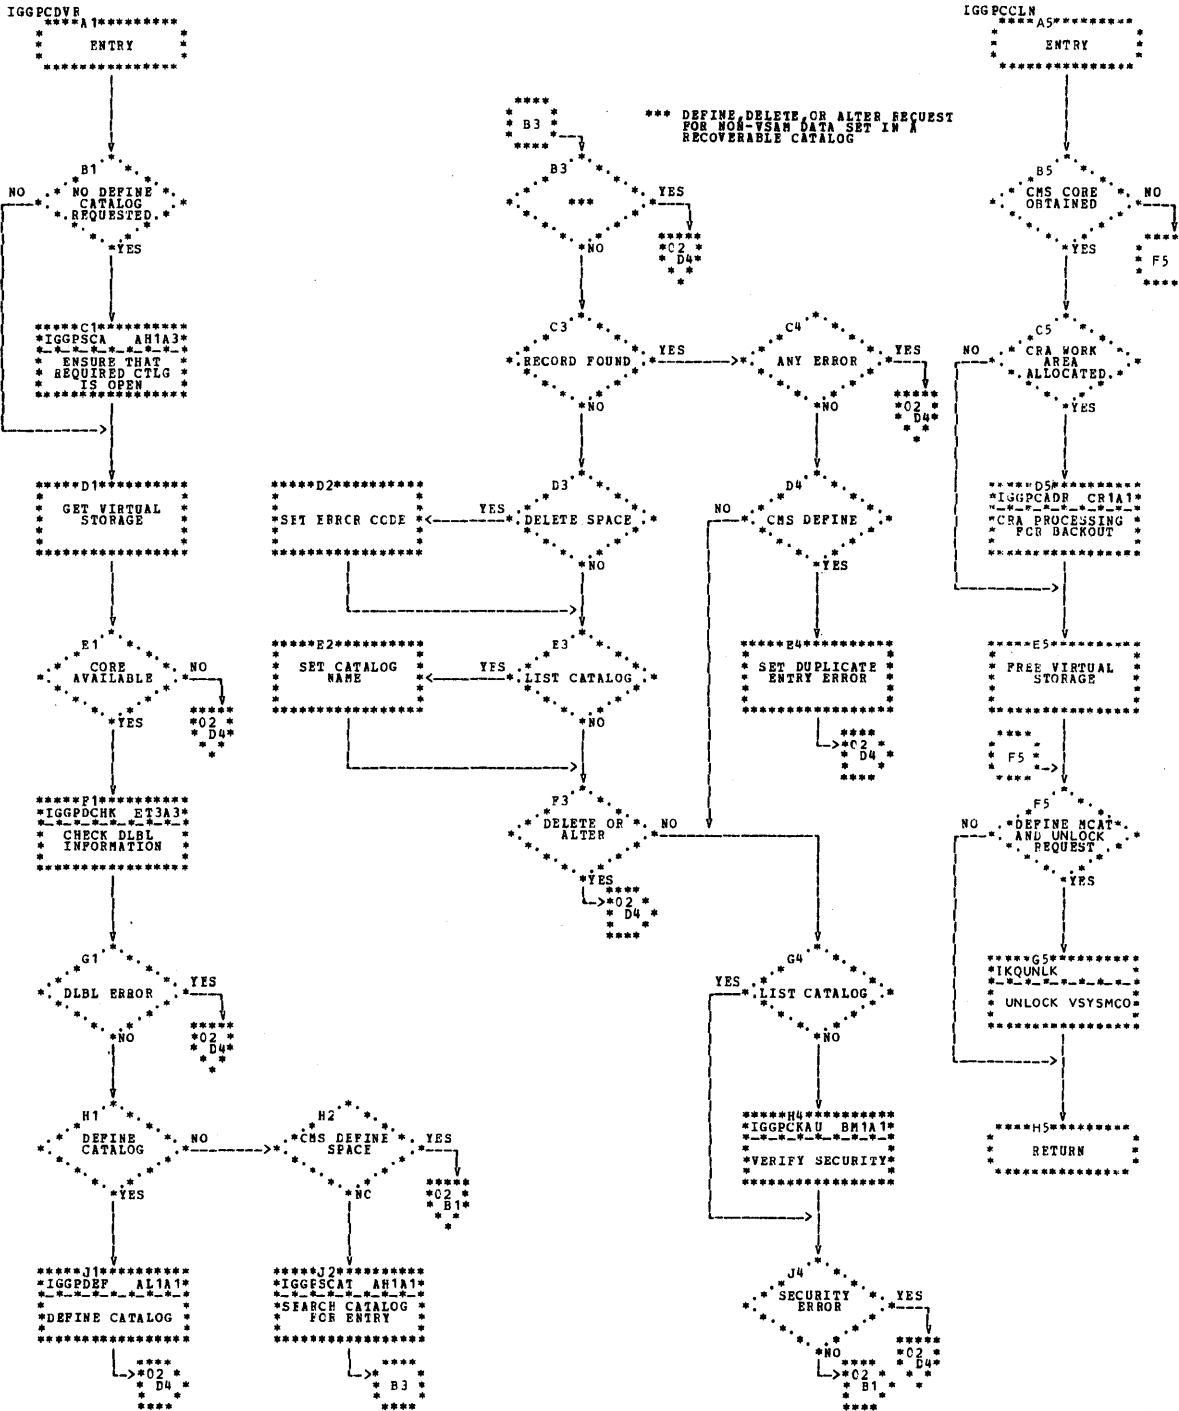 IGGPCDVR
A1
ENTRY
B1
NO DEFINE
CATALOG
REQUESTED
NO
YES
C1
IGGPSCA AH1A3
ENSURE THAT
REQUIRED CTLG
IS OPEN
D1
GET VIRTUAL
STORAGE
E1
CORE
AVAILABLE
NO
YES
02
D4
F1
IGGPDCHK ET3A3
CHECK DLBL
INFORMATION
G1
DLBL ERROR
YES
NO
02
D4
H1
DEFINE
CATALOG
NO
YES
J1
IGGPDEF AL1A1
DEFINE CATALOG
02
D4
H2
CMS DEFINE
SPACE
YES
NC
02
B1
J2
IGGPSCAT AH1A1
SEARCH CATALOG
FOR ENTRY
B3
B3
*** DEFINE,DELETE,OR ALTER REQUEST
FOR NON-VSAM DATA SET IN A
RECOVERABLE CATALOG
B3
***
YES
NO
02
D4
C3
RECORD FOUND
YES
NO
C4
ANY ERROR
YES
NO
02
D4
D3
DELETE SPACE
YES
NO
D2
SET ERRCR CCDE
E3
LIST CATALOG
YES
NO
E2
SET CATALOG
NAME
F3
DELETE OR
ALTER
NO
YES
02
D4
D4
CMS DEFINE
NO
YES
E4
SET DUPLICATE
ENTRY ERROR
02
D4
G4
LIST CATALOG
YES
NO
H4
IGGPCKAU BM1A1
VERIFY SECURITY
J4
SECURITY
ERROR
YES
NO
02
D4
02
B1
IGGPCCLN
A5
ENTRY
B5
CMS CORE
OBTAINED
NO
YES
F5
C5
CRA WORK
AREA
ALLOCATED
NO
YES
D5
IGGPCADR CR1A1
CRA PROCESSING
FOR BACKOUT
E5
FREE VIRTUAL
STORAGE
F5
F5
DEFINE MCAT
AND UNLOCK
REQUEST
NO
YES
G5
IKQUNLK
UNLOCK VSYSMCO
H5
RETURN